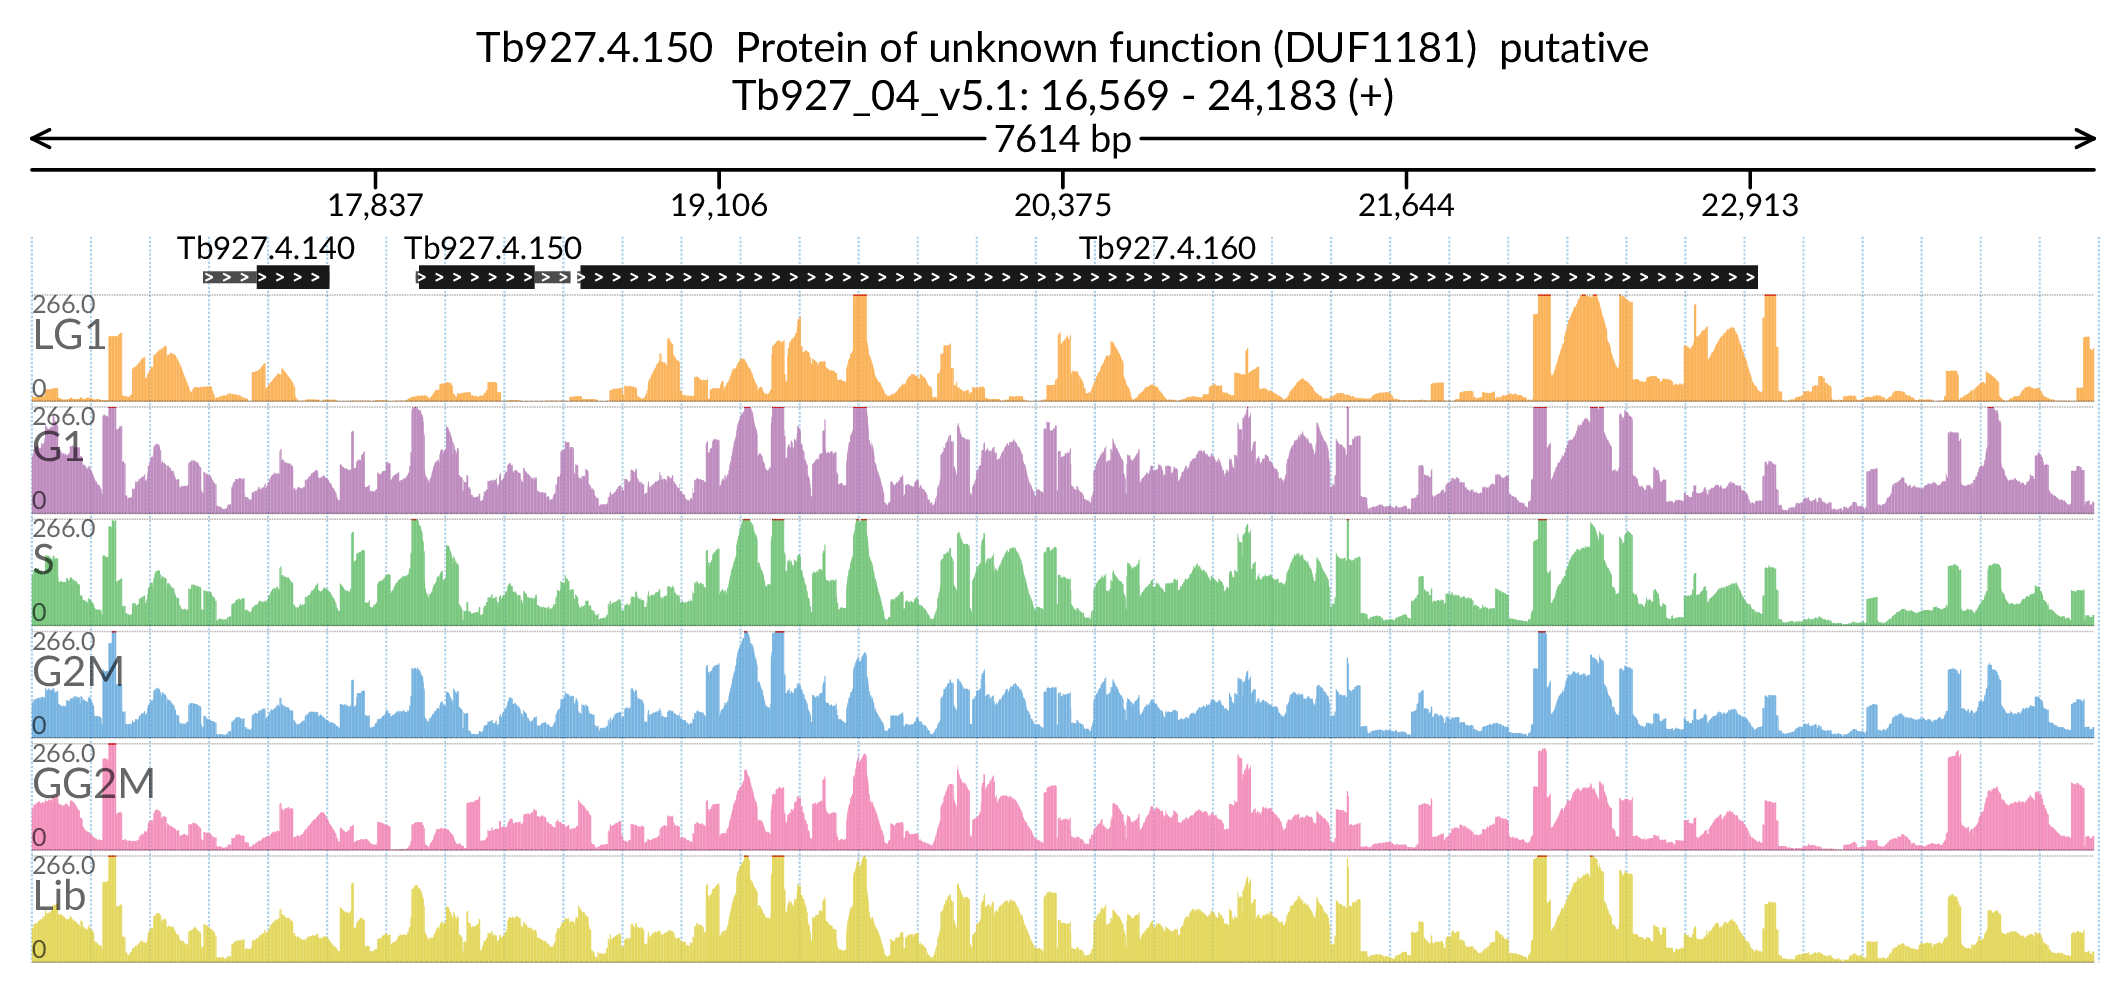 Tb927.4.150  Protein of unknown function (DUF1181)  putative
Tb927_04_v5.1: 16,569 - 24,183 (+)
7614 bp
17,837 19,106 20,375 21,644 22,913
Tb927.4.140 Tb927.4.150 Tb927.4.160
266.0
LG1
0
266.0
G1
0
266.0
S
0
266.0
G2M
0
266.0
GG2M
0
266.0
Lib
0